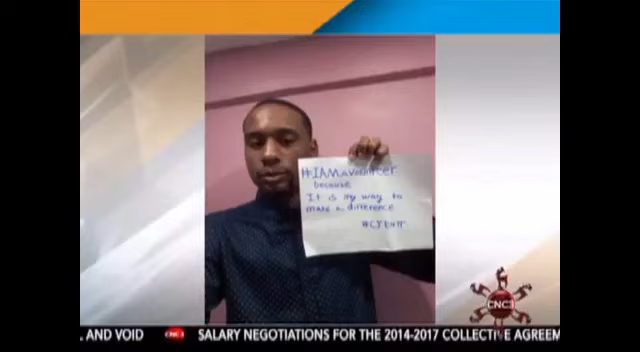 #IAMAVOLUNTEER
because
It is my way to
make a difference
CNC3
AND VOID CNC3 SALARY NEGOTIATIONS FOR THE 2014-2017 COLLECTIVE AGREEM